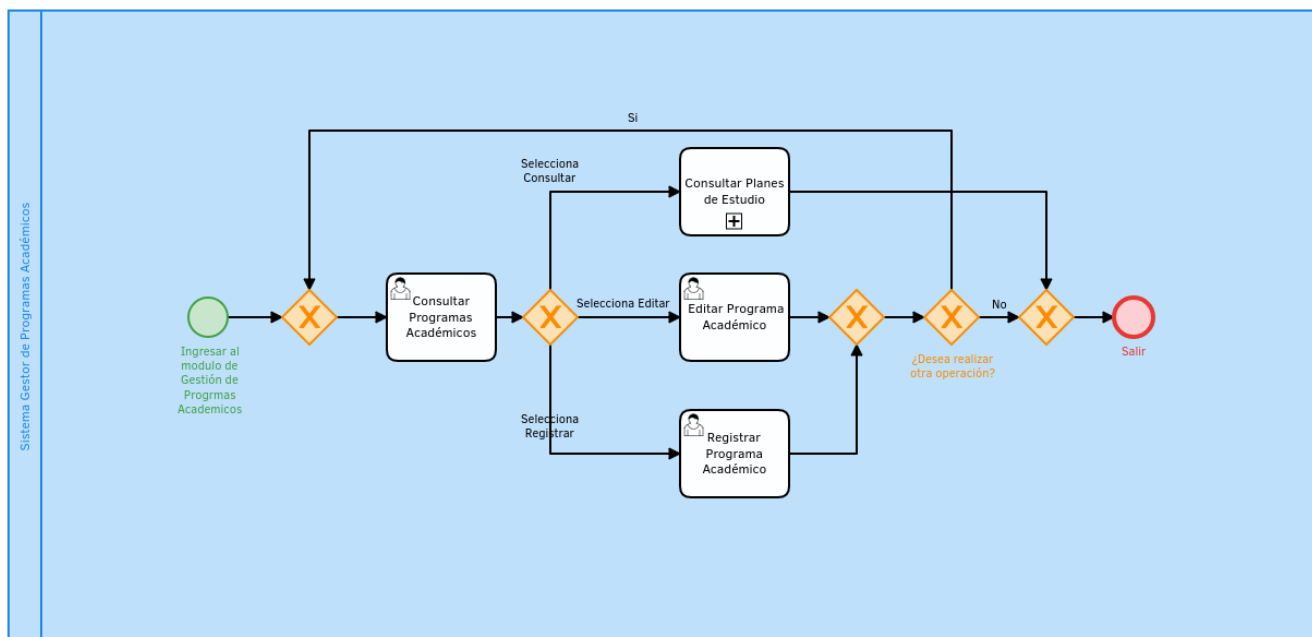 Sistema Gestor de Programas Académicos
Si
Selecciona
Consultar
Consultar Planes
de Estudio
Ingresar al
modulo de
Gestión de
Progrmas
Academicos
Consultar
Programas
Académicos
Selecciona Editar
Editar Programa
Académico
¿Desea realizar
otra operación?
No
Salir
Selecciona
Registrar
Registrar
Programa
Académico